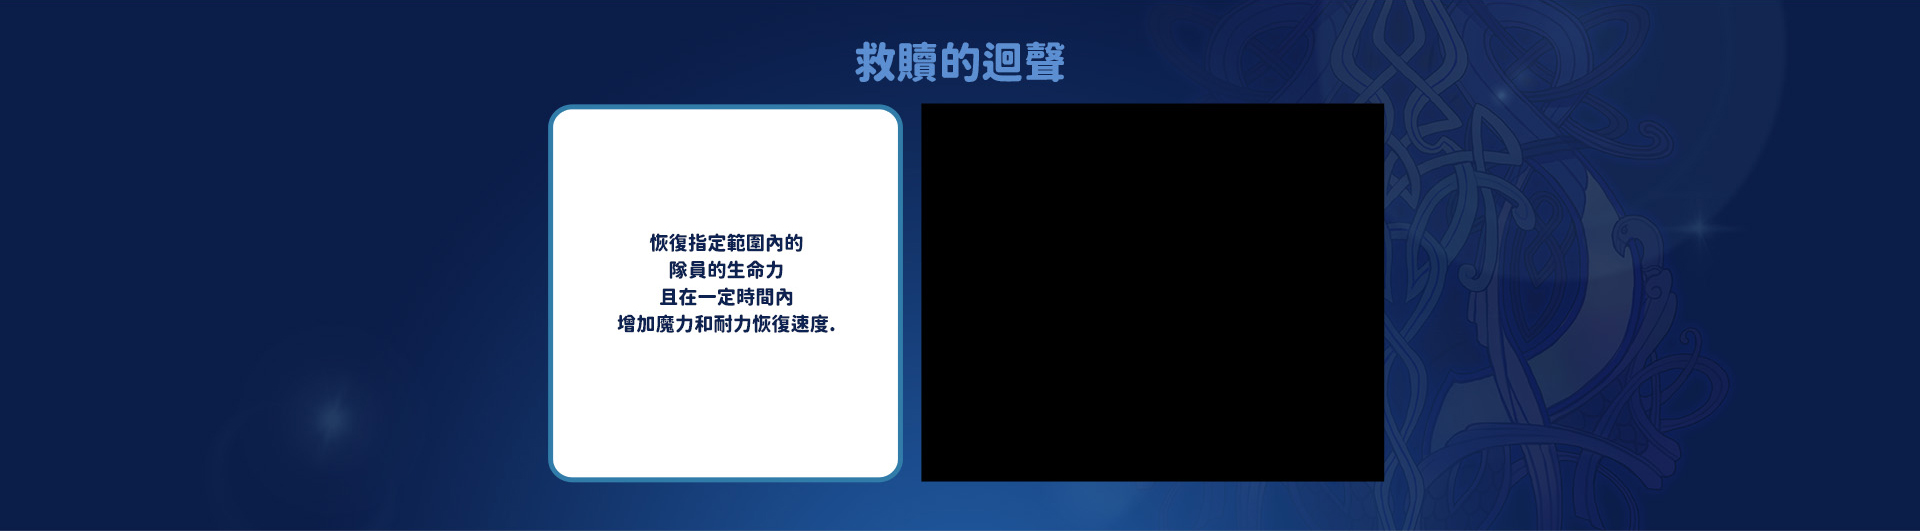 救贖的迴聲
恢復指定範圍內的
隊員的生命力
且在一定時間內
增加魔力和耐力恢復速度.